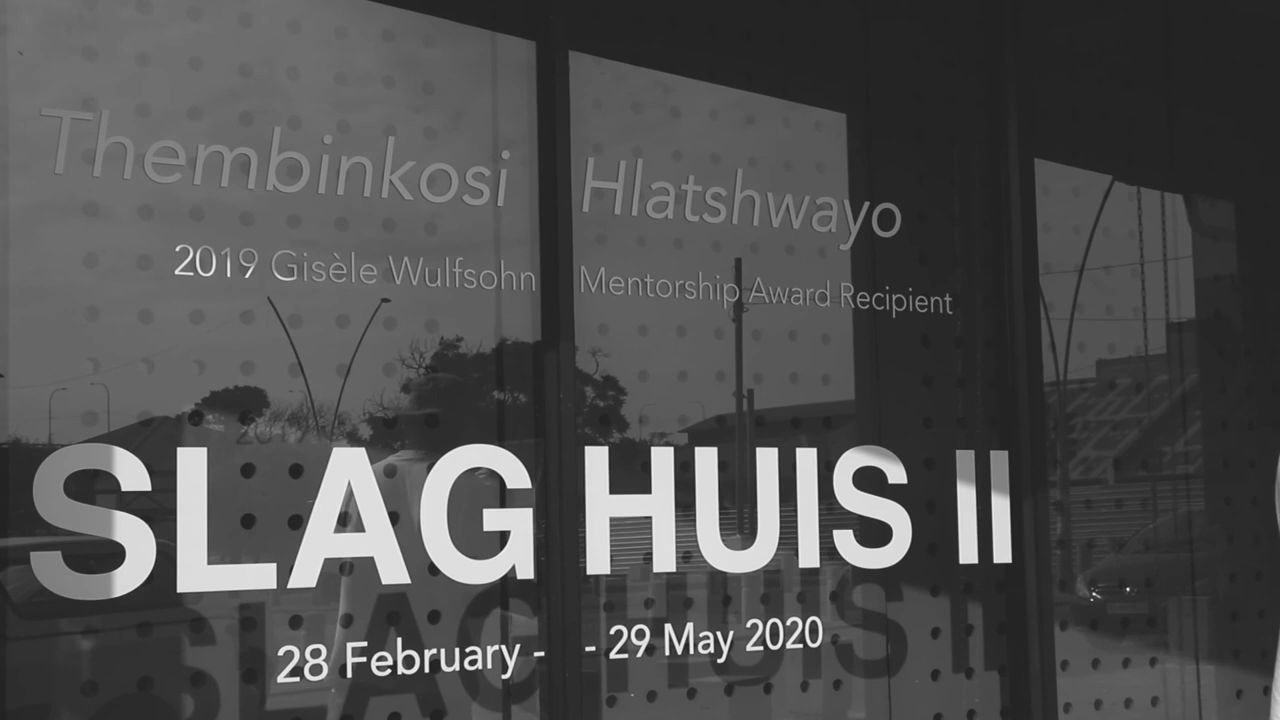 Thembinkosi Hlatshwayo
2019 Gisèle Wulfsohn Mentorship Award Recipient
SLAG HUIS II
28 February - - 29 May 2020